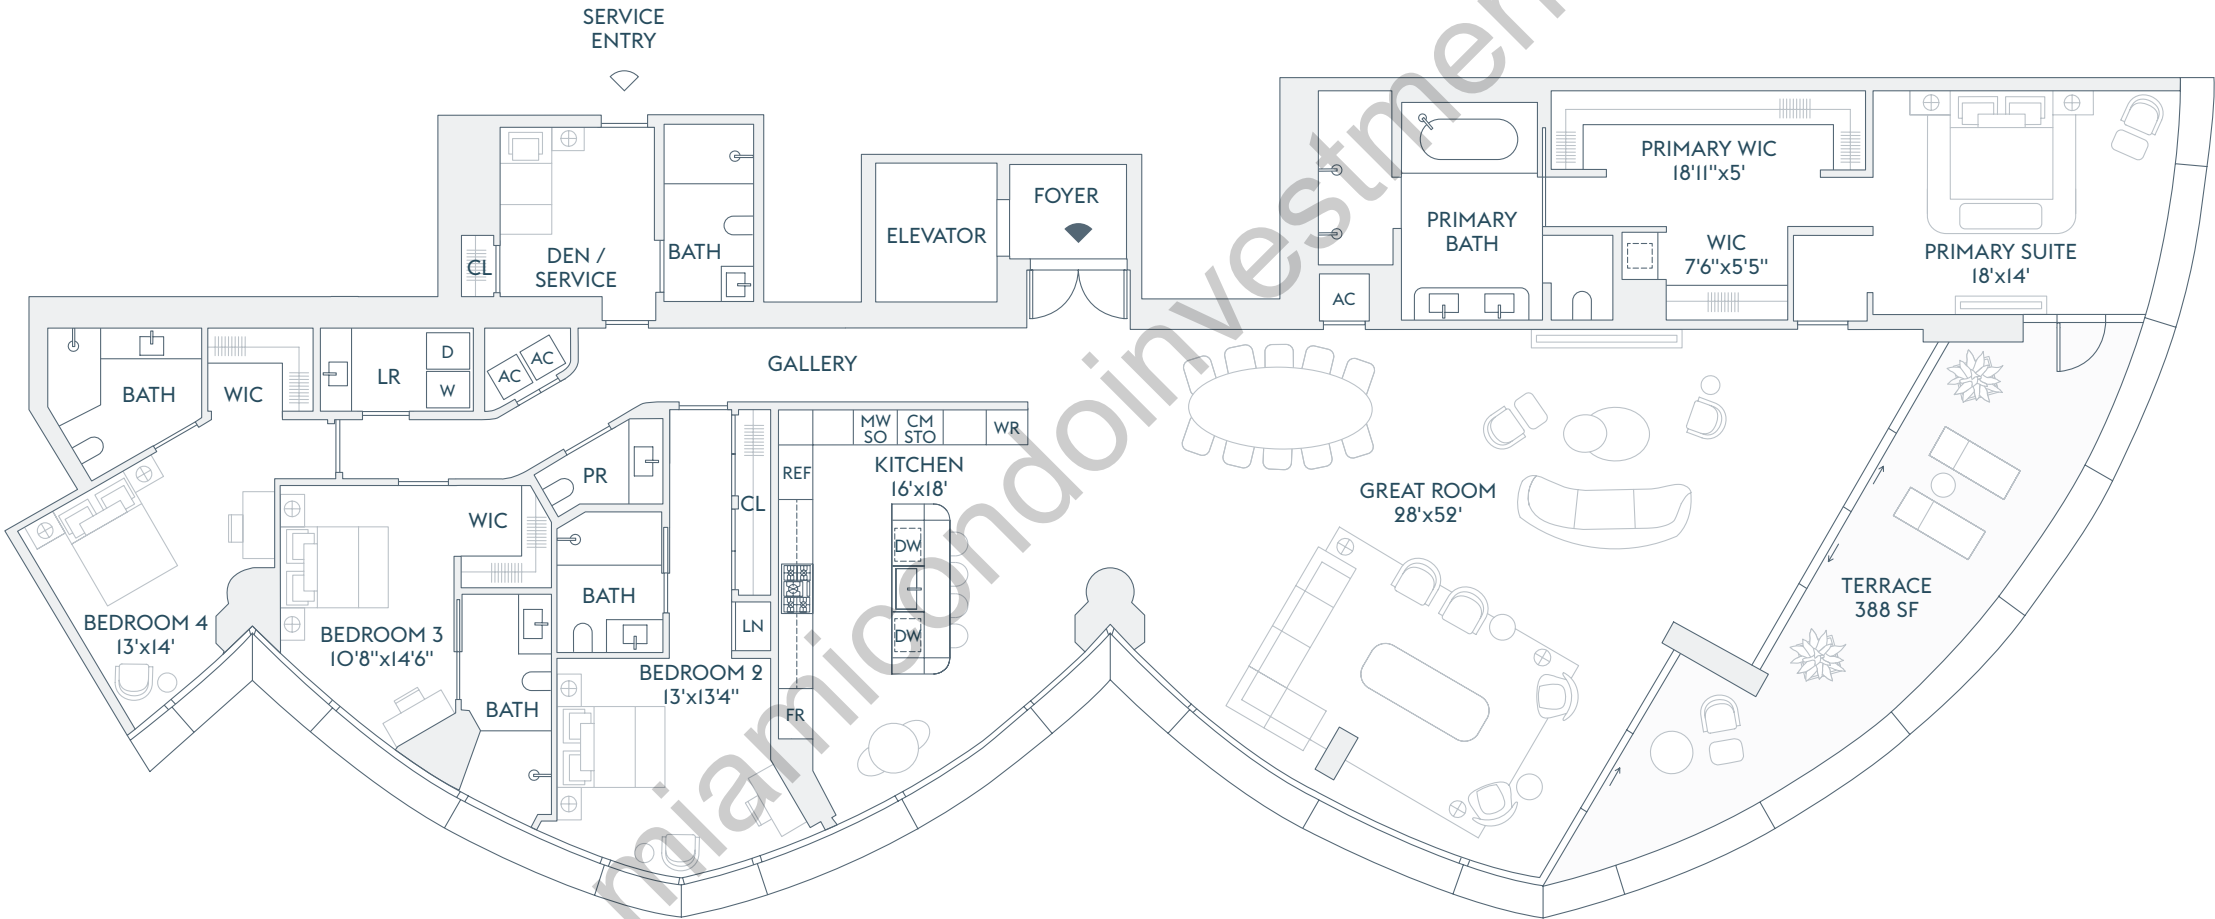 SERVICE
ENTRY
PRIMARY WIC
18'11"x5'
FOYER
ELEVATOR
PRIMARY
BATH
WIC
7'6"x5'5"
PRIMARY SUITE
18'x14'
CL
DEN /
SERVICE
BATH
AC
BATH
WIC
LR
D
W
AC
AC
GALLERY
MW
SO
CM
STO
WR
KITCHEN
16'x18'
REF
PR
WIC
CL
GREAT ROOM
28'x52'
DW
BATH
DW
LN
TERRACE
388 SF
BEDROOM 4
13'x14'
BEDROOM 3
10'8"x14'6"
BEDROOM 2
13'x13'4"
BATH
FR
miamicondoinvestmen